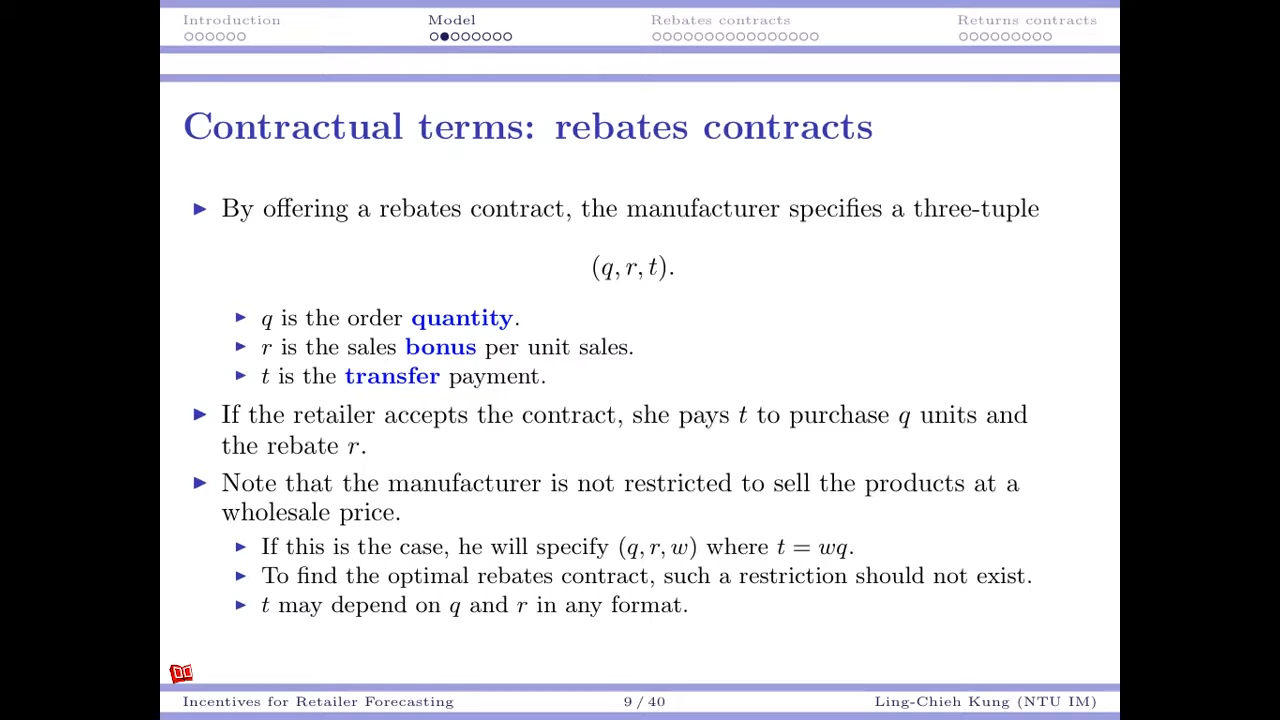 Introduction Model Rebates contracts Returns contracts
Contractual terms: rebates contracts
By offering a rebates contract, the manufacturer specifies a three-tuple
(q, r, t).
q is the order quantity.
r is the sales bonus per unit sales.
t is the transfer payment.
If the retailer accepts the contract, she pays t to purchase q units and
the rebate r.
Note that the manufacturer is not restricted to sell the products at a
wholesale price.
If this is the case, he will specify (q, r, w) where t = wq.
To find the optimal rebates contract, such a restriction should not exist.
t may depend on q and r in any format.
Incentives for Retailer Forecasting 9 / 40 Ling-Chieh Kung (NTU IM)